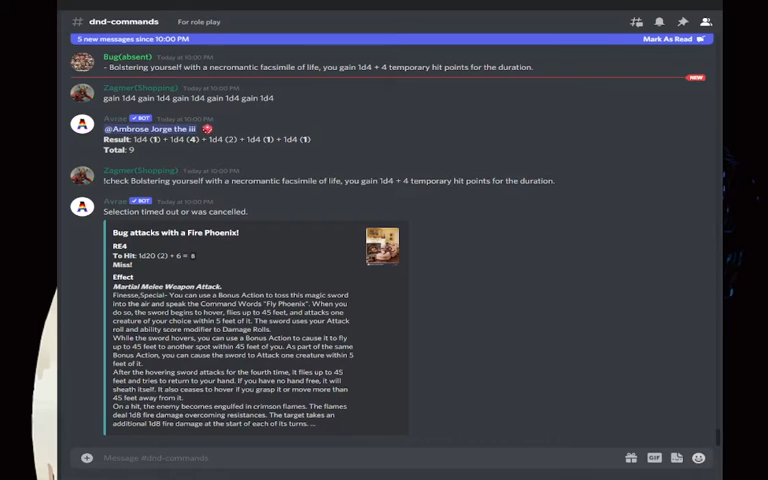 # dnd-commands For role play
5 new messages since 10:00 PM Mark As Read
Bug(absent) Today at 10:00 PM
- Bolstering yourself with a necromantic facsimile of life, you gain 1d4 + 4 temporary hit points for the duration.
NEW
Zagmer(Shopping) Today at 10:00 PM
gain 1d4 gain 1d4 gain 1d4 gain 1d4 gain 1d4
Avrae ✓ BOT Today at 10:00 PM
@Ambrose Jorge the iii
Result: 1d4 (1) + 1d4 (4) + 1d4 (2) + 1d4 (1) + 1d4 (1)
Total: 9
Zagmer(Shopping) Today at 10:00 PM
!check Bolstering yourself with a necromantic facsimile of life, you gain 1d4 + 4 temporary hit points for the duration.
Avrae ✓ BOT Today at 10:00 PM
Selection timed out or was cancelled.
Bug attacks with a Fire Phoenix!
RE4
To Hit: 1d20 (2) + 6 = 8
Miss!
Effect
Martial Melee Weapon Attack.
Finesse,Special- You can use a Bonus Action to toss this magic sword
into the air and speak the Command Words "Fly Phoenix". When you
do so, the sword begins to hover, flies up to 45 feet, and attacks one
creature of your choice within 5 feet of it. The sword uses your Attack
roll and ability score modifier to Damage Rolls.
While the sword hovers, you can use a Bonus Action to cause it to fly
up to 45 feet to another spot within 45 feet of you. As part of the same
Bonus Action, you can cause the sword to Attack one creature within 5
feet of it.
After the hovering sword attacks for the fourth time, it flies up to 45
feet and tries to return to your hand. If you have no hand free, it will
sheath itself. It also ceases to hover if you grasp it or move more than
45 feet away from it.
On a hit, the enemy becomes engulfed in crimson flames. The flames
deal 1d8 fire damage overcoming resistances. The target takes an
additional 1d8 fire damage at the start of each of its turns. ...
Message #dnd-commands
GIF